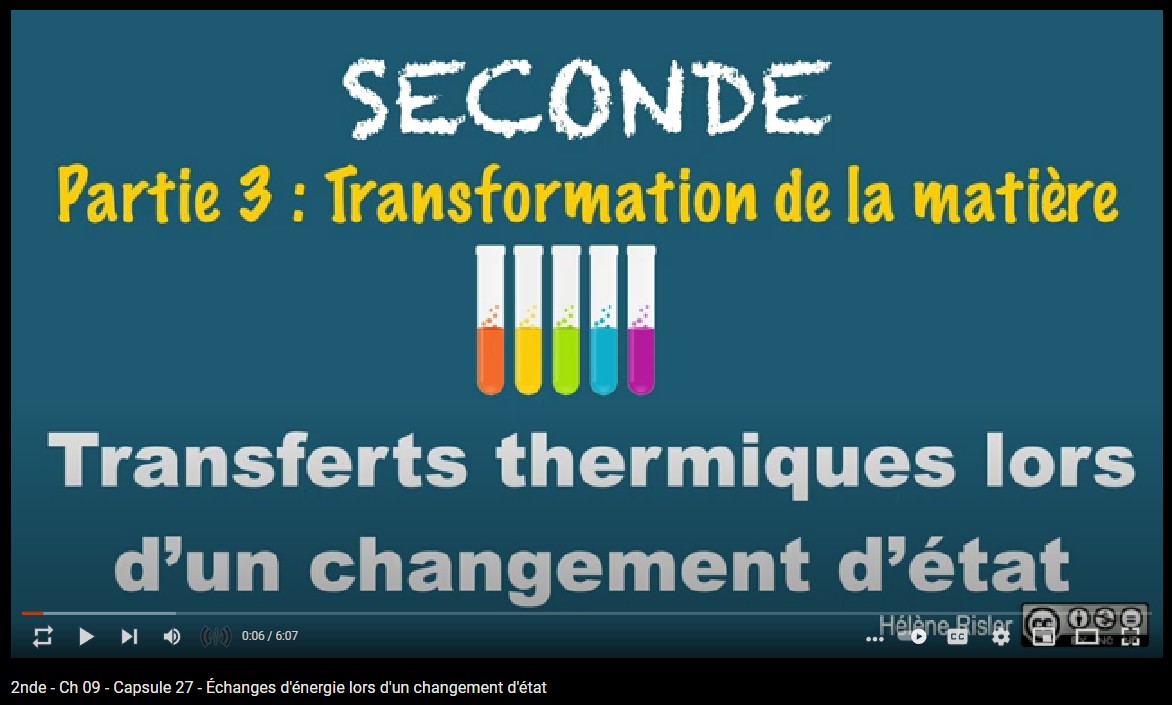 SECONDE
Partie 3 : Transformation de la matière
Transferts thermiques lors
d’un changement d’état
Hélène Risler
0:06 / 6:07
CC
2nde - Ch 09 - Capsule 27 - Échanges d'énergie lors d'un changement d'état